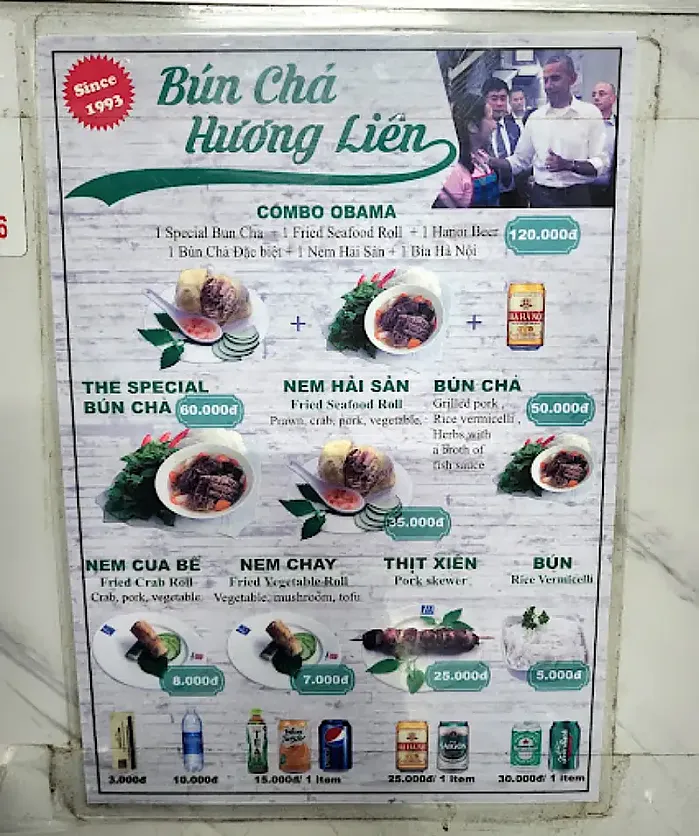 Since
1993
Bún Chả
Hương Liên
COMBO OBAMA
1 Special Bun Cha + 1 Fried Seafood Roll + 1 Hanoi Beer
120.000đ
1 Bún Chả Đặc biệt + 1 Nem Hải Sản + 1 Bia Hà Nội
+
+
THE SPECIAL
BÚN CHẢ
60.000đ
NEM HẢI SẢN
Fried Seafood Roll
Prawn, crab, pork, vegetable,
35.000đ
BÚN CHẢ
Grilled pork,
Rice vermicelli,
Herbs with
a broth of
fish sauce
50.000đ
NEM CUA BỂ
Fried Crab Roll
Crab, pork, vegetable
8.000đ
NEM CHAY
Fried Vegetable Roll
Vegetable, mushroom, tofu
7.000đ
THỊT XIÊN
Pork skewer
25.000đ
BÚN
Rice Vermicelli
5.000đ
SAIGON
3.000đ
10.000đ
15.000đ/ 1 item
25.000đ/ 1 item
30.000đ/ 1 item
6